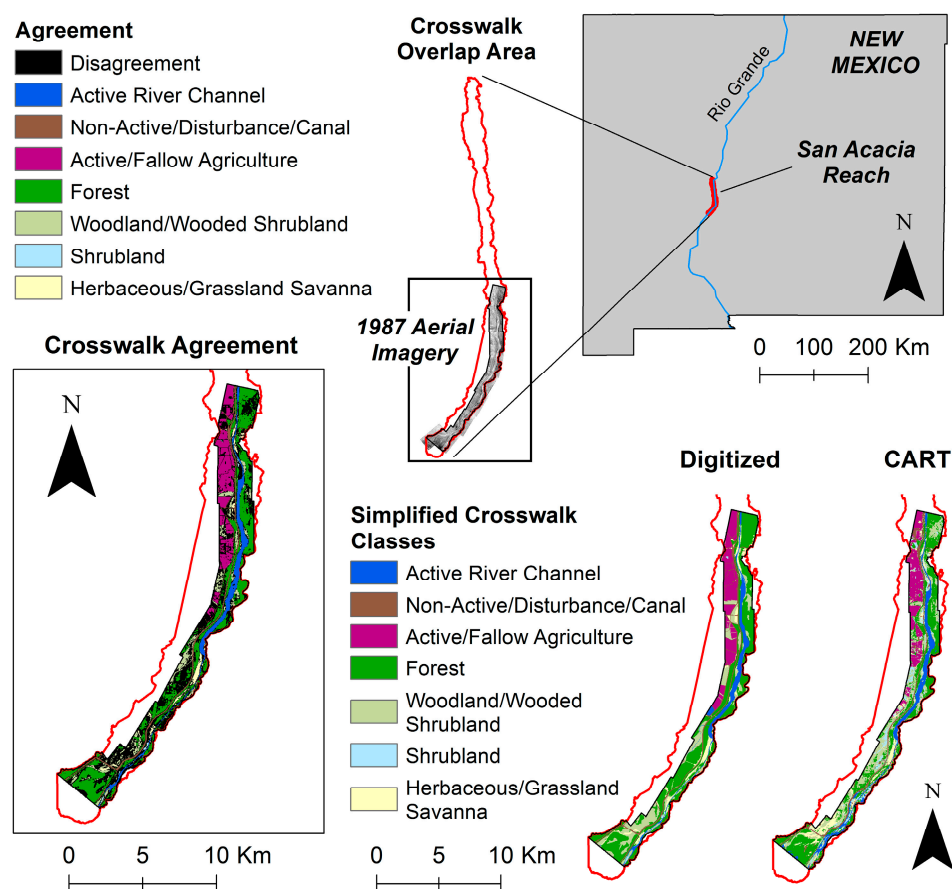 Agreement
Disagreement
Active River Channel
Non-Active/Disturbance/Canal
Active/Fallow Agriculture
Forest
Woodland/Wooded Shrubland
Shrubland
Herbaceous/Grassland Savanna
Crosswalk
Overlap Area
1987 Aerial
Imagery
NEW
MEXICO
Rio Grande
San Acacia
Reach
N
0 100 200 Km
Crosswalk Agreement
N
0 5 10 Km
Simplified Crosswalk
Classes
Active River Channel
Non-Active/Disturbance/Canal
Active/Fallow Agriculture
Forest
Woodland/Wooded
Shrubland
Shrubland
Herbaceous/Grassland
Savanna
0 5 10 Km
Digitized
CART
N